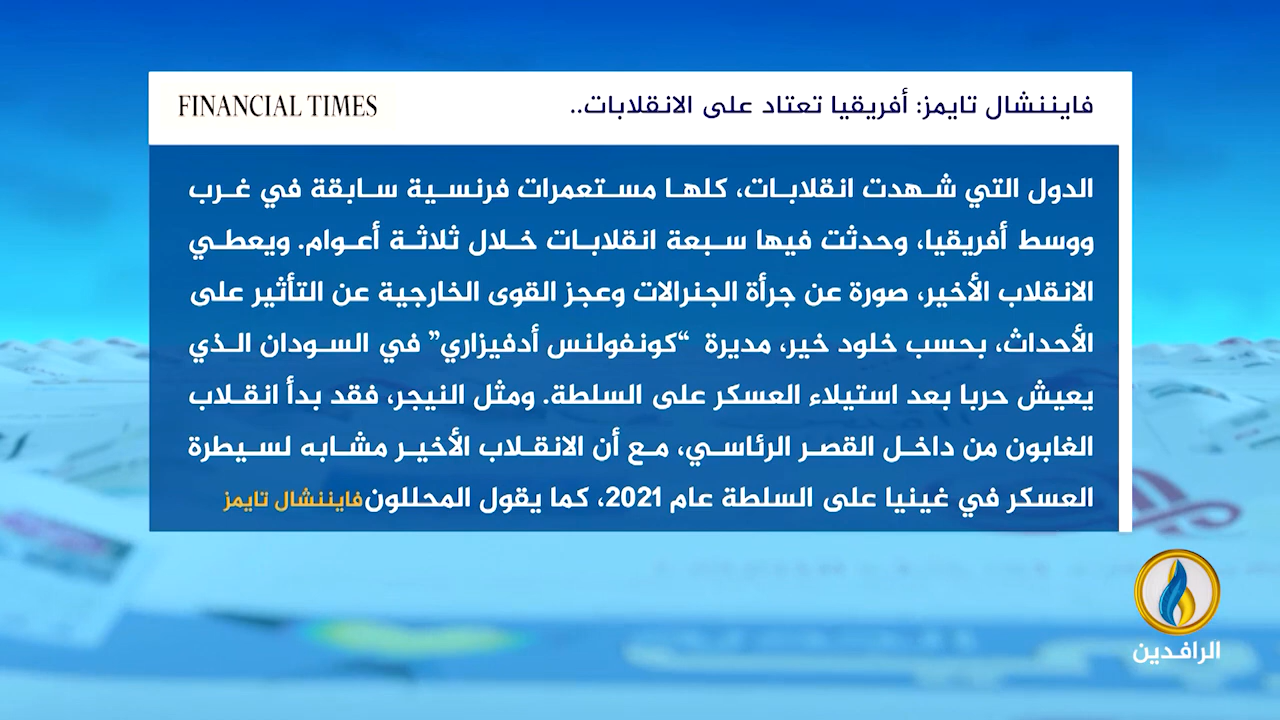 فايننشال تايمز: أفريقيا تعتاد على الانقلابات..
FINANCIAL TIMES
الدول التي شهدت انقلابات، كلها مستعمرات فرنسية سابقة في غرب
ووسط أفريقيا، وحدثت فيها سبعة انقلابات خلال ثلاثة أعوام. ويعطي
الانقلاب الأخير، صورة عن جرأة الجنرالات وعجز القوى الخارجية عن التأثير على
الأحداث، بحسب خلود خير، مديرة “كونفولنس أدفيزاري” في السودان الذي
يعيش حربا بعد استيلاء العسكر على السلطة. ومثل النيجر، فقد بدأ انقلاب
الغابون من داخل القصر الرئاسي، مع أن الانقلاب الأخير مشابه لسيطرة
العسكر في غينيا على السلطة عام 2021، كما يقول المحللون فايننشال تايمز
الرافدين